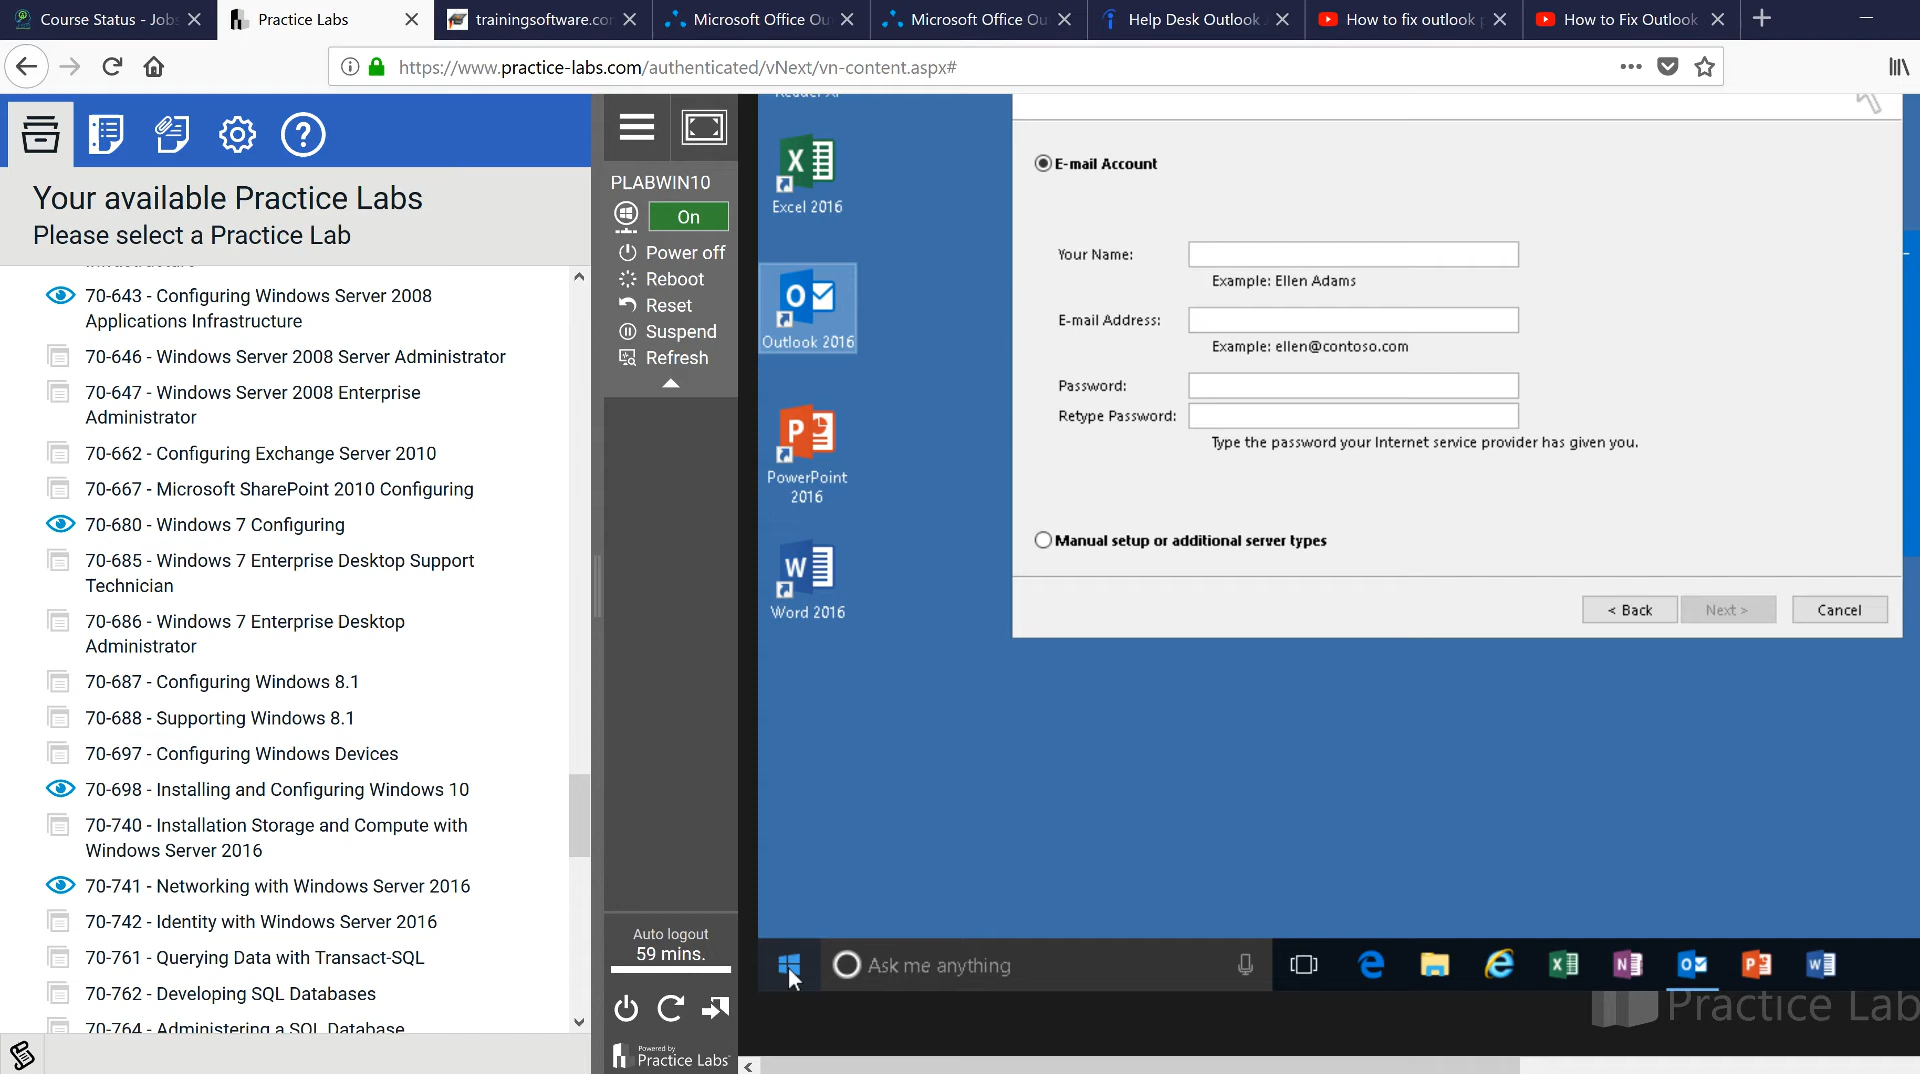 Course Status - Jobs
Practice Labs
trainingsoftware.com
Microsoft Office Ou
Microsoft Office Ou
Help Desk Outlook
How to fix outlook
How to Fix Outlook
https://www.practice-labs.com/authenticated/vNext/vn-content.aspx#
Your available Practice Labs
Please select a Practice Lab
70-643 - Configuring Windows Server 2008
Applications Infrastructure
70-646 - Windows Server 2008 Server Administrator
70-647 - Windows Server 2008 Enterprise
Administrator
70-662 - Configuring Exchange Server 2010
70-667 - Microsoft SharePoint 2010 Configuring
70-680 - Windows 7 Configuring
70-685 - Windows 7 Enterprise Desktop Support
Technician
70-686 - Windows 7 Enterprise Desktop
Administrator
70-687 - Configuring Windows 8.1
70-688 - Supporting Windows 8.1
70-697 - Configuring Windows Devices
70-698 - Installing and Configuring Windows 10
70-740 - Installation Storage and Compute with
Windows Server 2016
70-741 - Networking with Windows Server 2016
70-742 - Identity with Windows Server 2016
70-761 - Querying Data with Transact-SQL
70-762 - Developing SQL Databases
70-764 - Administering a SQL Database
PLABWIN10
On
Power off
Reboot
Reset
Suspend
Refresh
Auto logout
59 mins.
Powered by
Practice Labs
Excel 2016
Outlook 2016
PowerPoint
2016
Word 2016
E-mail Account
Your Name:
Example: Ellen Adams
E-mail Address:
Example: ellen@contoso.com
Password:
Retype Password:
Type the password your Internet service provider has given you.
Manual setup or additional server types
< Back
Next >
Cancel
Ask me anything
Practice Lab